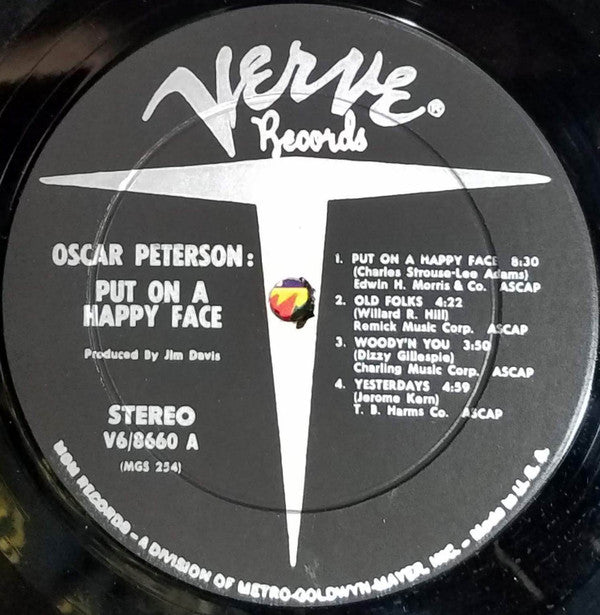 Verve®
Records
OSCAR PETERSON:
PUT ON A
HAPPY FACE
Produced By Jim Davis
STEREO
V6/8660 A
(MGS 254)
1. PUT ON A HAPPY FACE 8:30
(Charles Strouse-Lee Adams)
Edwin H. Morris & Co. ASCAP
2. OLD FOLKS 4:22
(Willard R. Hill)
Remick Music Corp. ASCAP
3. WOODY'N YOU 3:50
(Dizzy Gillespie)
Charling Music Corp. ASCAP
4. YESTERDAYS 4:59
(Jerome Kern)
T. B. Harms Co. ASCAP
MGM RECORDS – A DIVISION OF METRO-GOLDWYN-MAYER, INC. – Made in U. S. A.